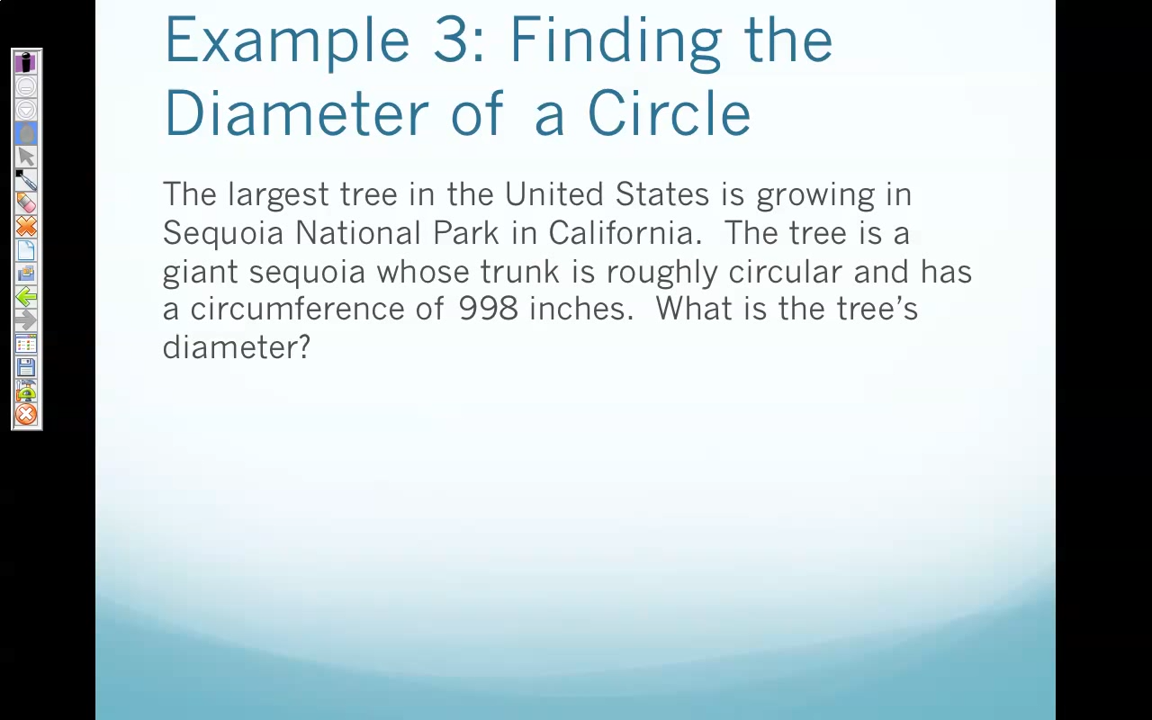 Example 3: Finding the
Diameter of a Circle
The largest tree in the United States is growing in
Sequoia National Park in California.  The tree is a
giant sequoia whose trunk is roughly circular and has
a circumference of 998 inches.  What is the tree’s
diameter?